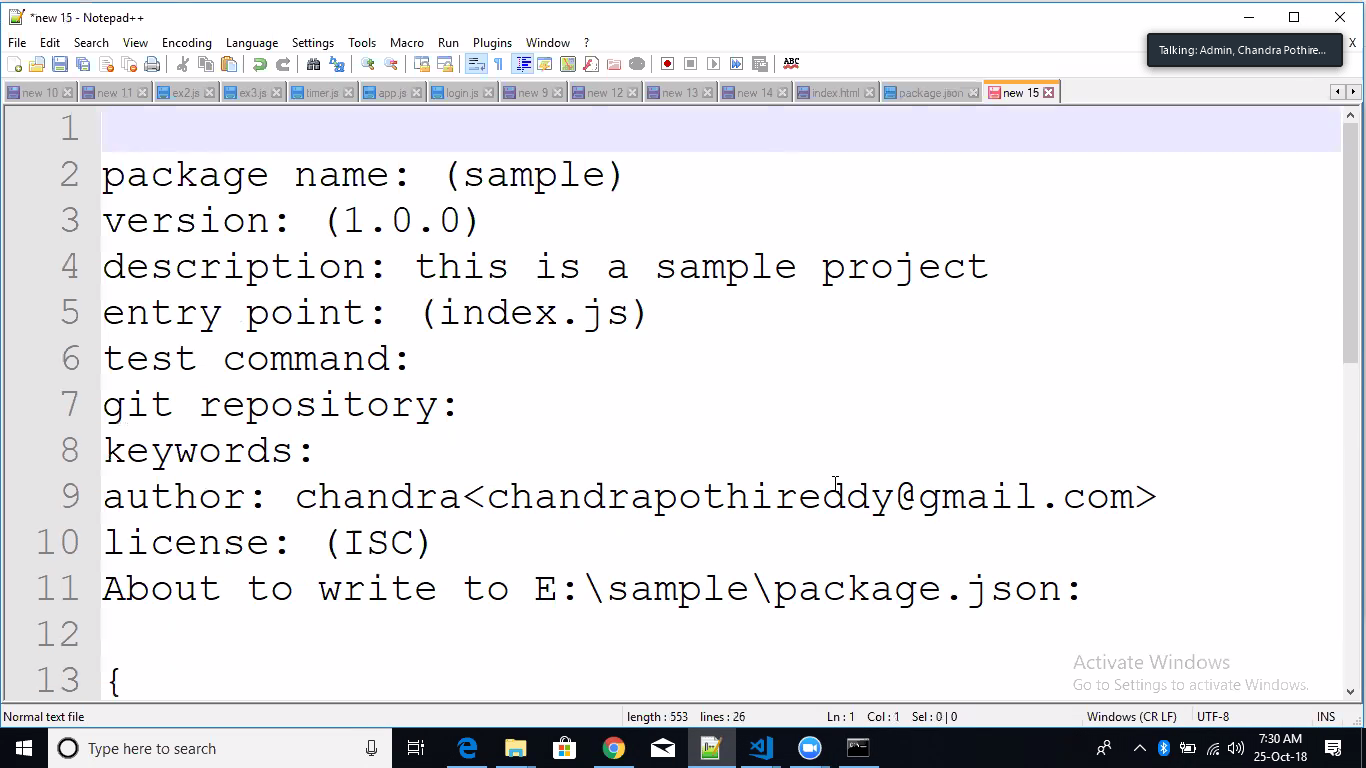 *new 15 - Notepad++
File Edit Search View Encoding Language Settings Tools Macro Run Plugins Window ? X
Talking: Admin, Chandra Pothire...
ABC
new 10 new 11 ex2.js ex3.js timer.js app.js login.js new 9 new 12 new 13 new 14 index.html package.json new 15
1
2 package name: (sample)
3 version: (1.0.0)
4 description: this is a sample project
5 entry point: (index.js)
6 test command:
7 git repository:
8 keywords:
9 author: chandra<chandrapothireddy@gmail.com>
10 license: (ISC)
11 About to write to E:\sample\package.json:
12
13 {
Activate Windows
Go to Settings to activate Windows.
Normal text file length : 553 lines : 26 Ln : 1 Col : 1 Sel : 0 | 0 Windows (CR LF) UTF-8 INS
Type here to search
7:30 AM
25-Oct-18